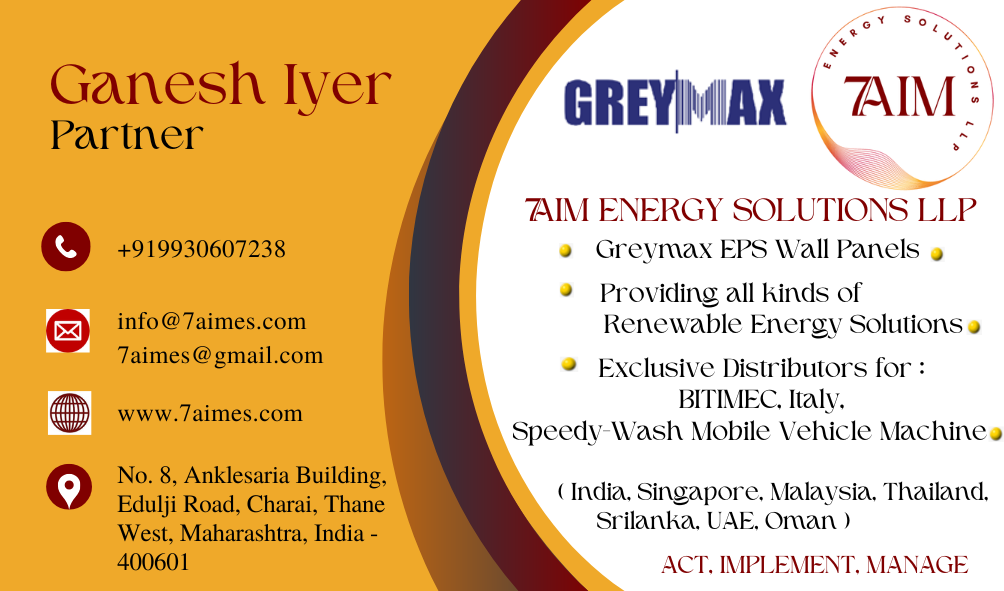 Ganesh Iyer
Partner
+919930607238
info@7aimes.com
7aimes@gmail.com
www.7aimes.com
No. 8, Anklesaria Building,
Edulji Road, Charai, Thane
West, Maharashtra, India -
400601
GREYMAX
ENERGY SOLUTIONS LLP
7AIM
7AIM ENERGY SOLUTIONS LLP
Greymax EPS Wall Panels
Providing all kinds of
Renewable Energy Solutions
Exclusive Distributors for :
BITIMEC, Italy,
Speedy-Wash Mobile Vehicle Machine
( India, Singapore, Malaysia, Thailand,
Srilanka, UAE, Oman )
ACT, IMPLEMENT, MANAGE